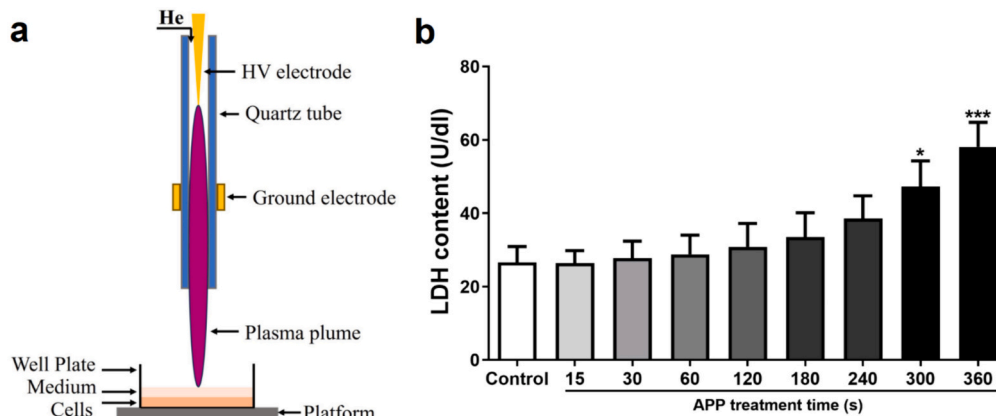 a
He
HV electrode
Quartz tube
Ground electrode
Plasma plume
Well Plate
Medium
Cells
Platform
b
LDH content (U/dl)
80
60
40
20
0
*
***
Control 15 30 60 120 180 240 300 360
APP treatment time (s)